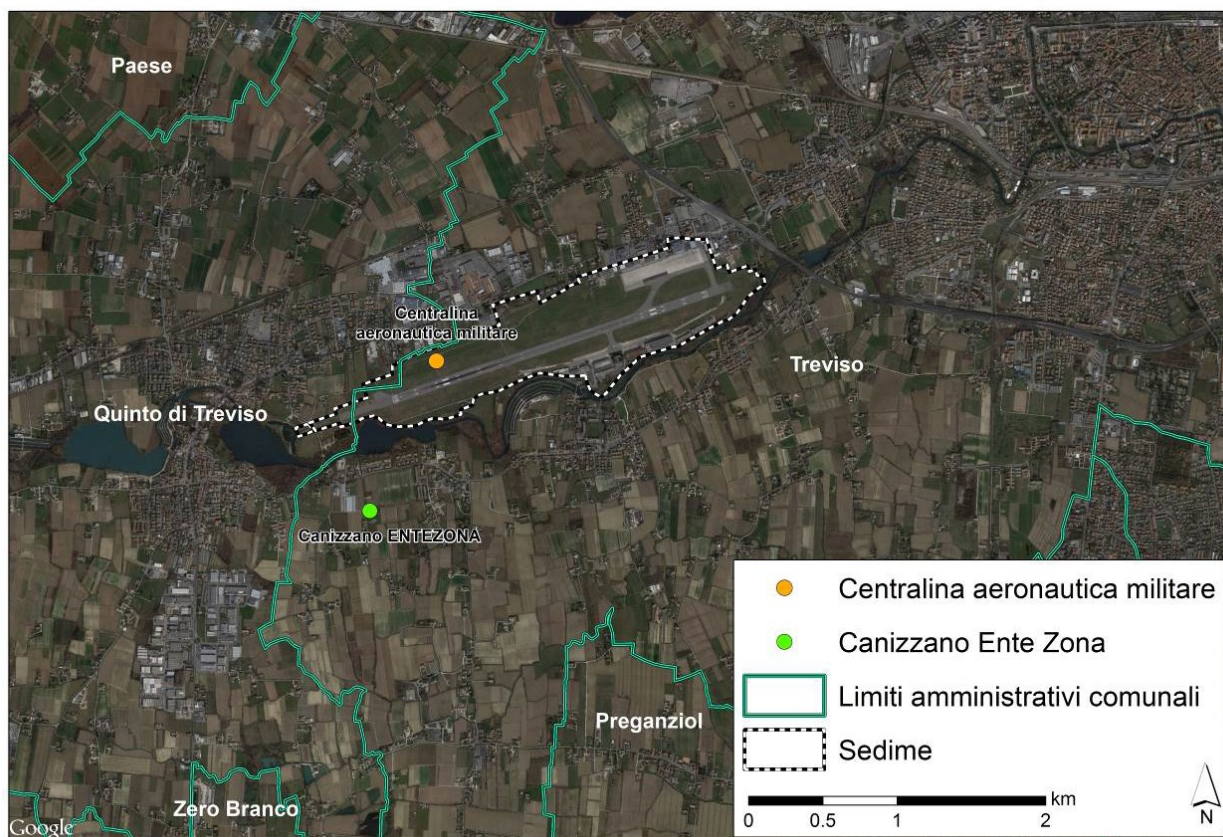 Paese
Centralina
aeronautica militare
Treviso
Quinto di Treviso
Canizzano ENTEZONA
Preganziol
Zero Branco
Google
Centralina aeronautica militare
Canizzano Ente Zona
Limiti amministrativi comunali
Sedime
km
0 0.5 1 2
N